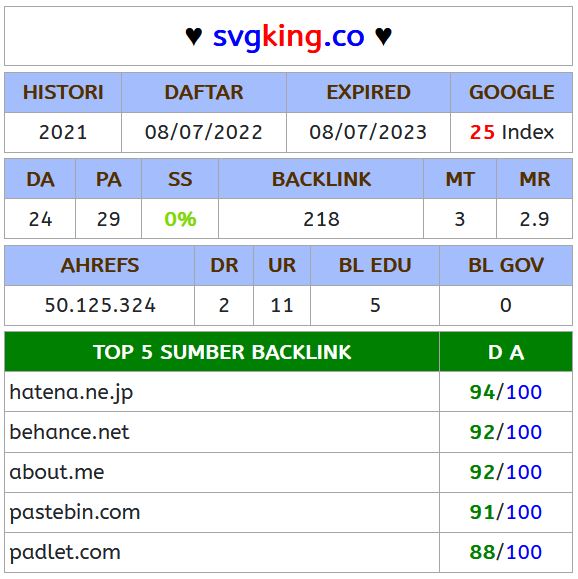 ♥ svgking.co ♥
HISTORI DAFTAR EXPIRED GOOGLE
2021 08/07/2022 08/07/2023 25 Index
DA PA SS BACKLINK MT MR
24 29 0% 218 3 2.9
AHREFS DR UR BL EDU BL GOV
50.125.324 2 11 5 0
TOP 5 SUMBER BACKLINK D A
hatena.ne.jp 94/100
behance.net 92/100
about.me 92/100
pastebin.com 91/100
padlet.com 88/100